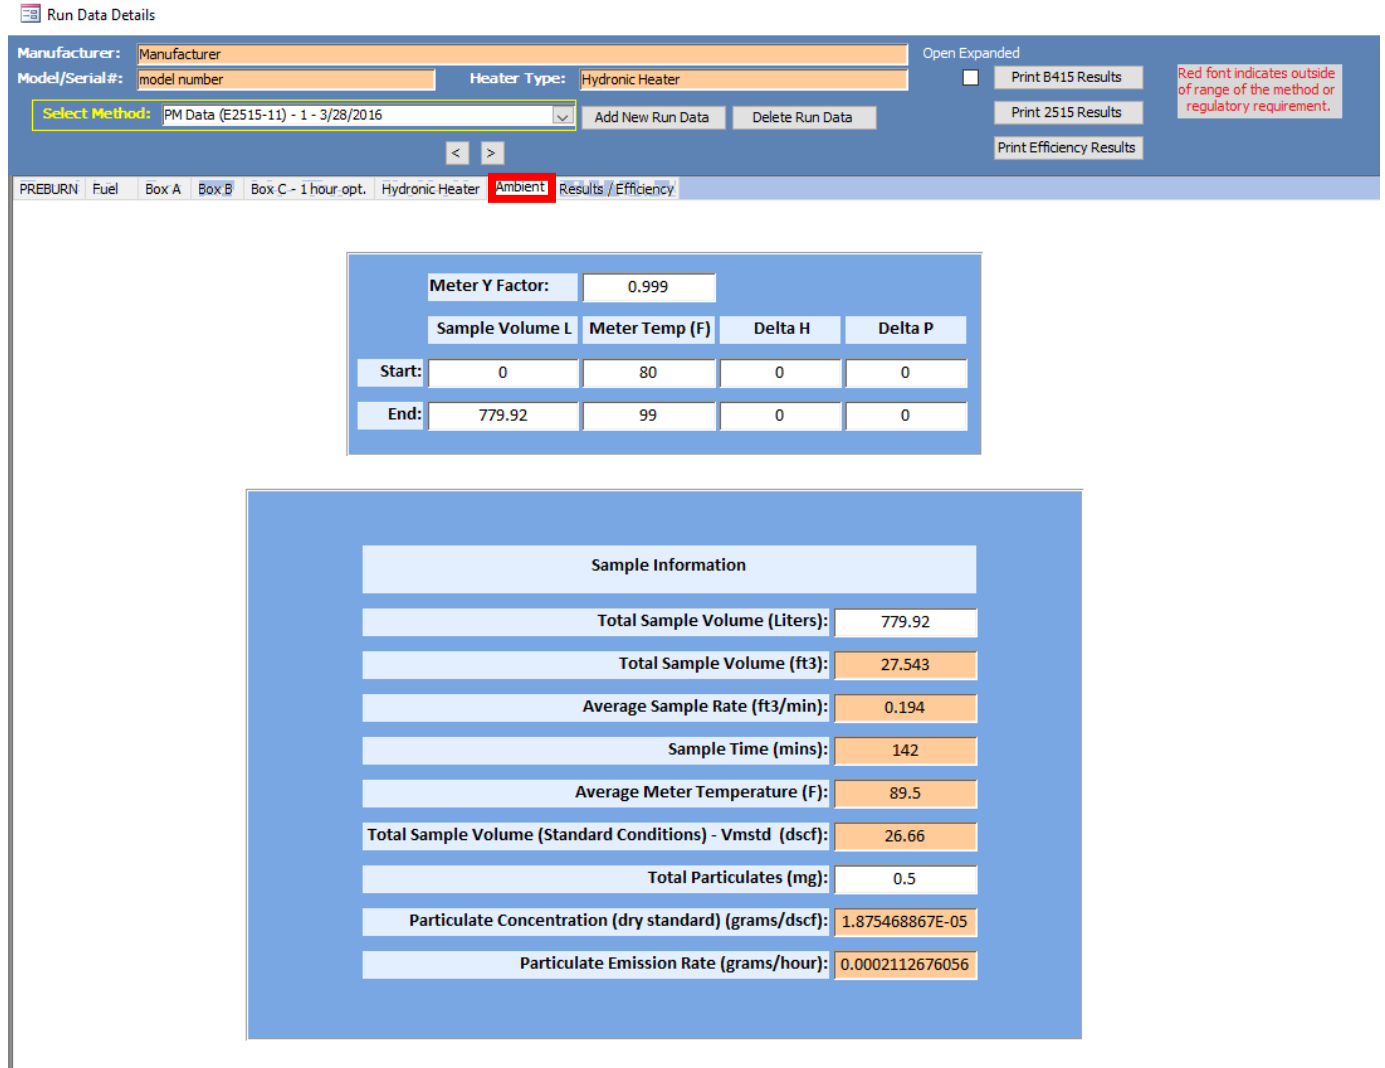 Run Data Details
Manufacturer: Manufacturer
Open Expanded
Model/Serial#: model number Heater Type: Hydronic Heater
Print B415 Results
Red font indicates outside
of range of the method or
regulatory requirement.
Select Method: PM Data (E2515-11) - 1 - 3/28/2016
Add New Run Data Delete Run Data
Print 2515 Results
< >
Print Efficiency Results
PREBURN Fuel Box A Box B Box C - 1 hour opt. Hydronic Heater Ambient Results / Efficiency
Meter Y Factor: 0.999
Sample Volume L Meter Temp (F) Delta H Delta P
Start: 0 80 0 0
End: 779.92 99 0 0
Sample Information
Total Sample Volume (Liters): 779.92
Total Sample Volume (ft3): 27.543
Average Sample Rate (ft3/min): 0.194
Sample Time (mins): 142
Average Meter Temperature (F): 89.5
Total Sample Volume (Standard Conditions) - Vmstd (dscf): 26.66
Total Particulates (mg): 0.5
Particulate Concentration (dry standard) (grams/dscf): 1.875468867E-05
Particulate Emission Rate (grams/hour): 0.0002112676056